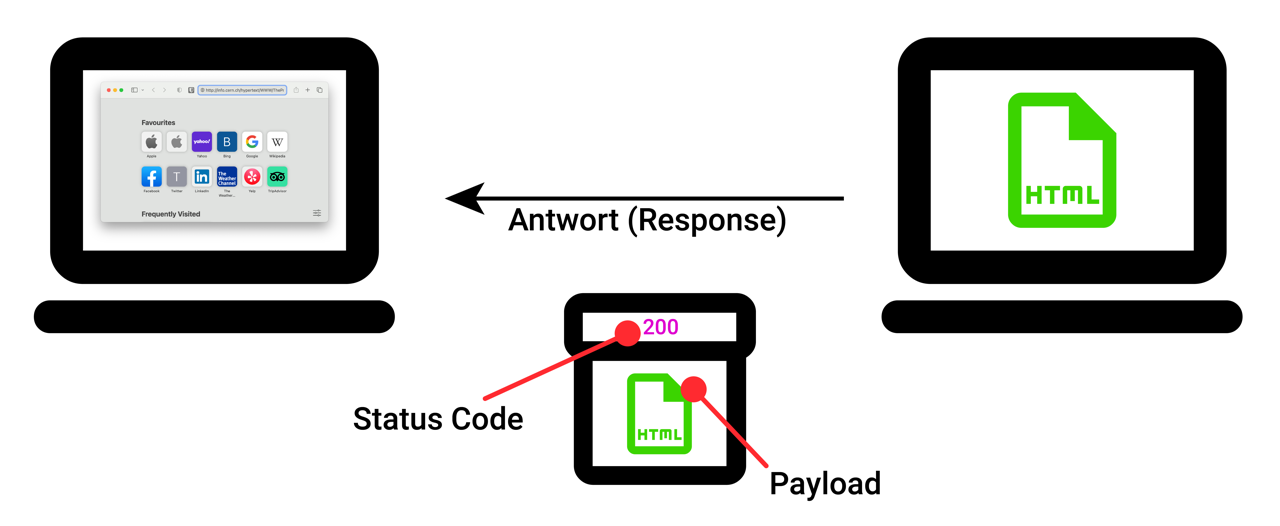 http://info.cern.ch/hypertext/WWW/TheP
Favourites
yahoo!
B
G
W
Apple
Yahoo
Bing
Google
Wikipedia
f
T
in
The
Weather
Channel
Facebook
Twitter
LinkedIn
The
Weather...
Yelp
TripAdvisor
Frequently Visited
HTML
Antwort (Response)
200
Status Code
HTML
Payload